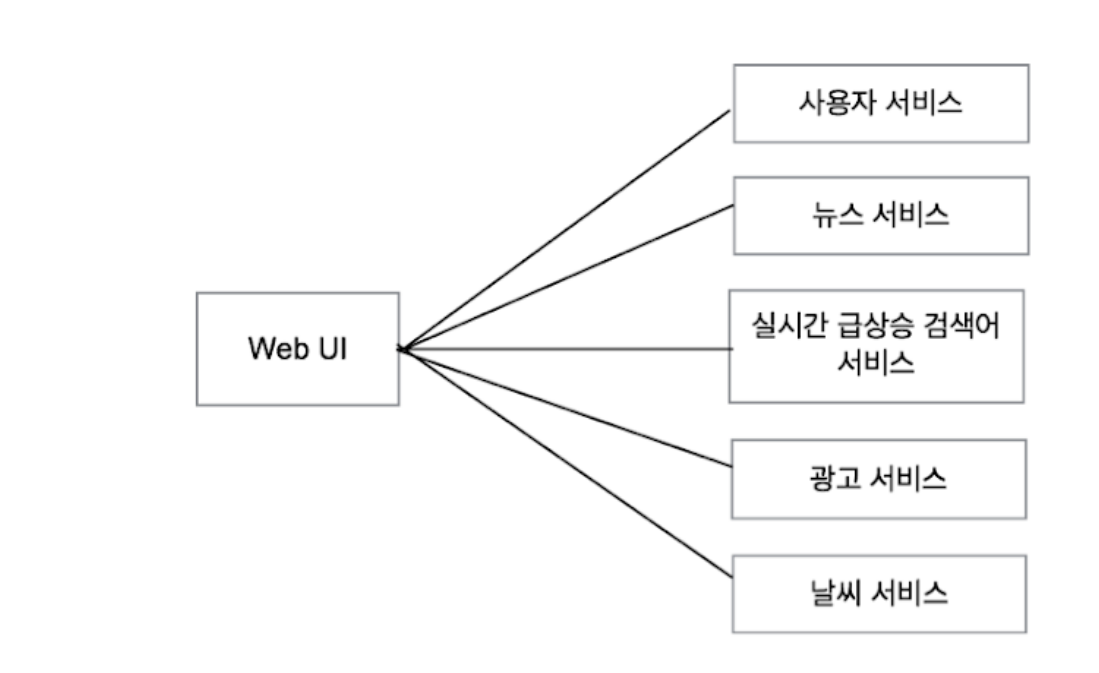 사용자 서비스
뉴스 서비스
Web UI
실시간 급상승 검색어
서비스
광고 서비스
날씨 서비스